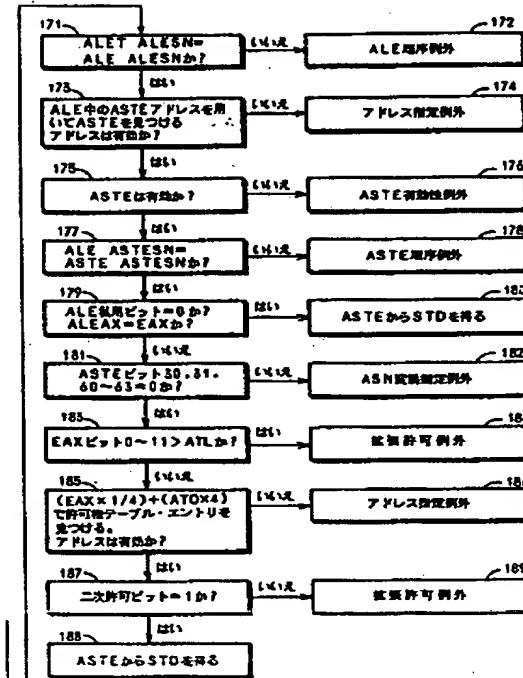 171
ALET ALESN=
ALE ALESNか?
いいえ
172
ALE順序例外
はい
173
ALE中のASTEアドレスを用
いてASTEを見つける
アドレスは有効か?
いいえ
174
アドレス指定例外
はい
175
ASTEは有効か?
いいえ
176
ASTE有効性例外
はい
177
ALE ASTESN=
ASTE ASTESNか?
いいえ
178
ASTE順序例外
はい
179
ALE私用ビット=0か?
ALEAX=EAXか?
はい
180
ASTEからSTDを得る
いいえ
181
ASTEビット30,31,
60~63=0か?
いいえ
182
ASN変換指定例外
はい
183
EAXビット0~11>ATLか?
はい
拡張許可例外
いいえ
185
(EAX×1/4)+(ATO×4)
で許可権テーブル・エントリを
見つける。
アドレスは有効か?
いいえ
アドレス指定例外
はい
187
二次許可ビット=1か?
いいえ
拡張許可例外
はい
188
ASTEからSTDを得る